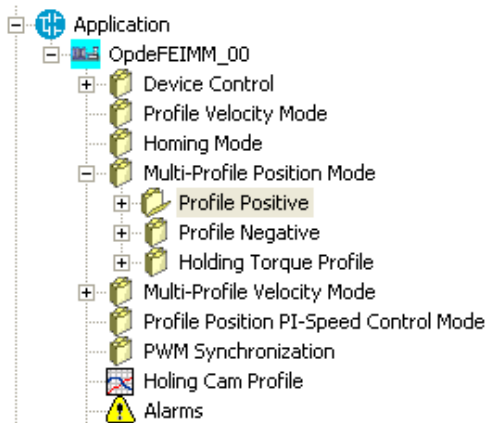 Application
OpdeFEIMM_00
Device Control
Profile Velocity Mode
Homing Mode
Multi-Profile Position Mode
Profile Positive
Profile Negative
Holding Torque Profile
Multi-Profile Velocity Mode
Profile Position PI-Speed Control Mode
PWM Synchronization
Holing Cam Profile
Alarms